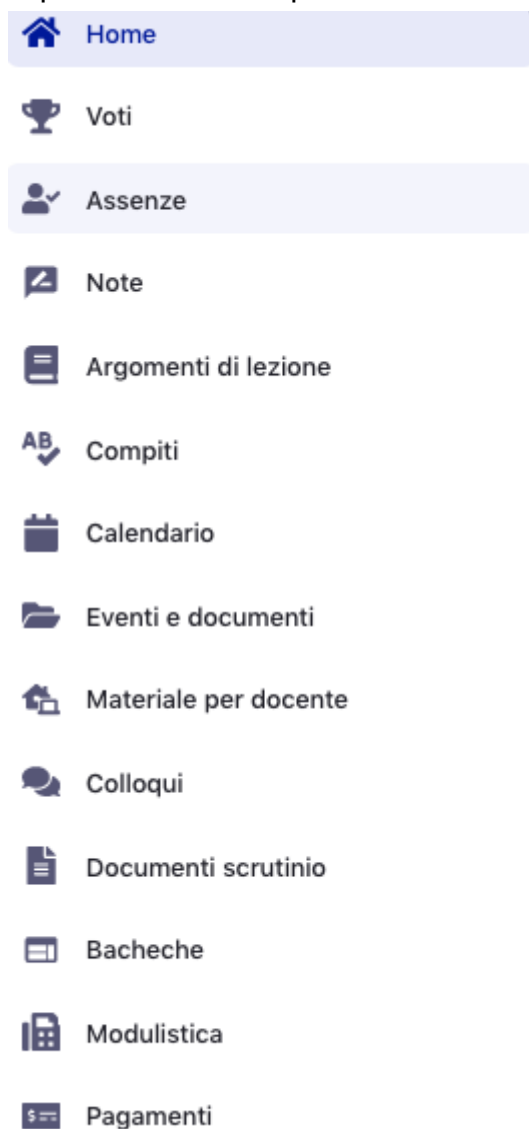 Home
Voti
Assenze
Note
Argomenti di lezione
AB
Compiti
Calendario
Eventi e documenti
Materiale per docente
Colloqui
Documenti scrutinio
Bacheche
Modulistica
$
Pagamenti